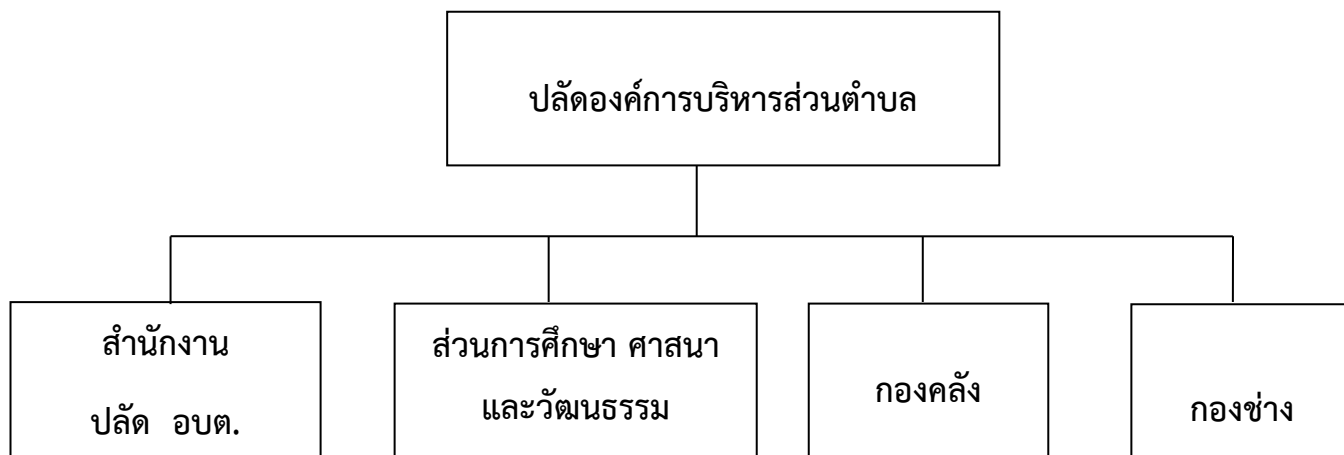 ปลัดองค์การบริหารส่วนตำบล
สำนักงาน
ปลัด อบต.
ส่วนการศึกษา ศาสนา
และวัฒนธรรม
กองคลัง
กองช่าง